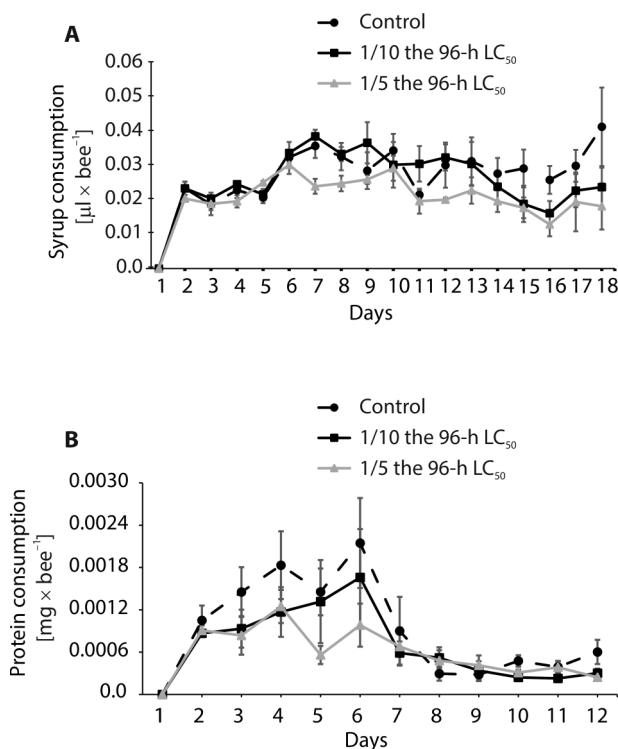 A
Control
1/10 the 96-h LC₅₀
1/5 the 96-h LC₅₀
Syrup consumption
[µl × bee⁻¹]
0.06
0.05
0.04
0.03
0.02
0.01
0.0
1 2 3 4 5 6 7 8 9 10 11 12 13 14 15 16 17 18
Days
B
Control
1/10 the 96-h LC₅₀
1/5 the 96-h LC₅₀
Protein consumption
[mg × bee⁻¹]
0.0030
0.0024
0.0018
0.0012
0.0006
0.0
1 2 3 4 5 6 7 8 9 10 11 12
Days